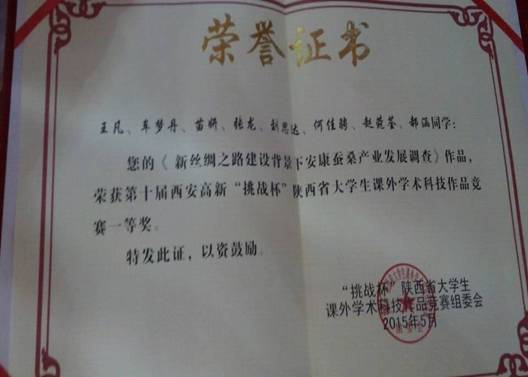 荣誉证书
王凡、车梦丹、苗妍、张龙、刘思达、何佳骑、赵莞荃、郝涵同学：
您的《新丝绸之路建设背景下安康蚕桑产业发展调查》作品，
荣获第十届西安高新“挑战杯”陕西省大学生课外学术科技作品竞
赛一等奖。
特发此证，以资鼓励。
“挑战杯”陕西省大学生
课外学术科技作品竞赛组委会
2015年5月